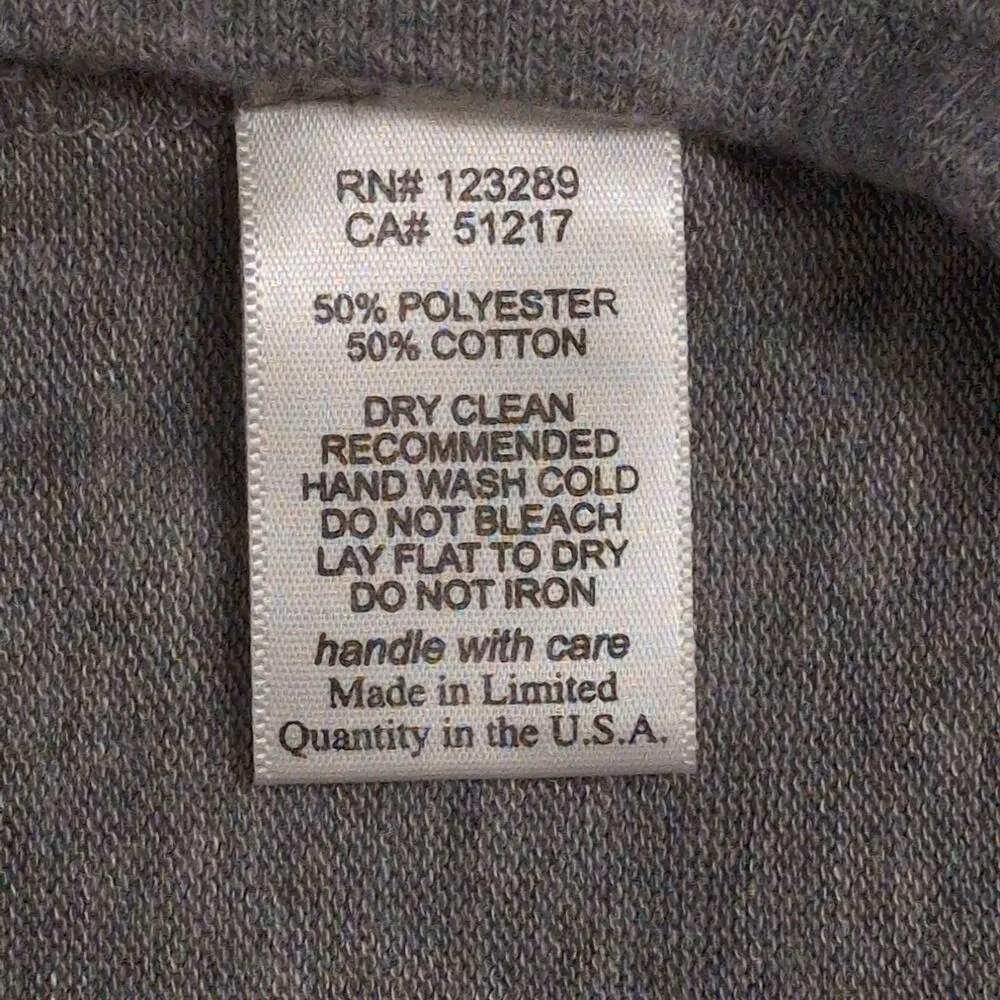 RN# 123289
CA# 51217
50% POLYESTER
50% COTTON
DRY CLEAN
RECOMMENDED
HAND WASH COLD
DO NOT BLEACH
LAY FLAT TO DRY
DO NOT IRON
handle with care
Made in Limited
Quantity in the U.S.A.